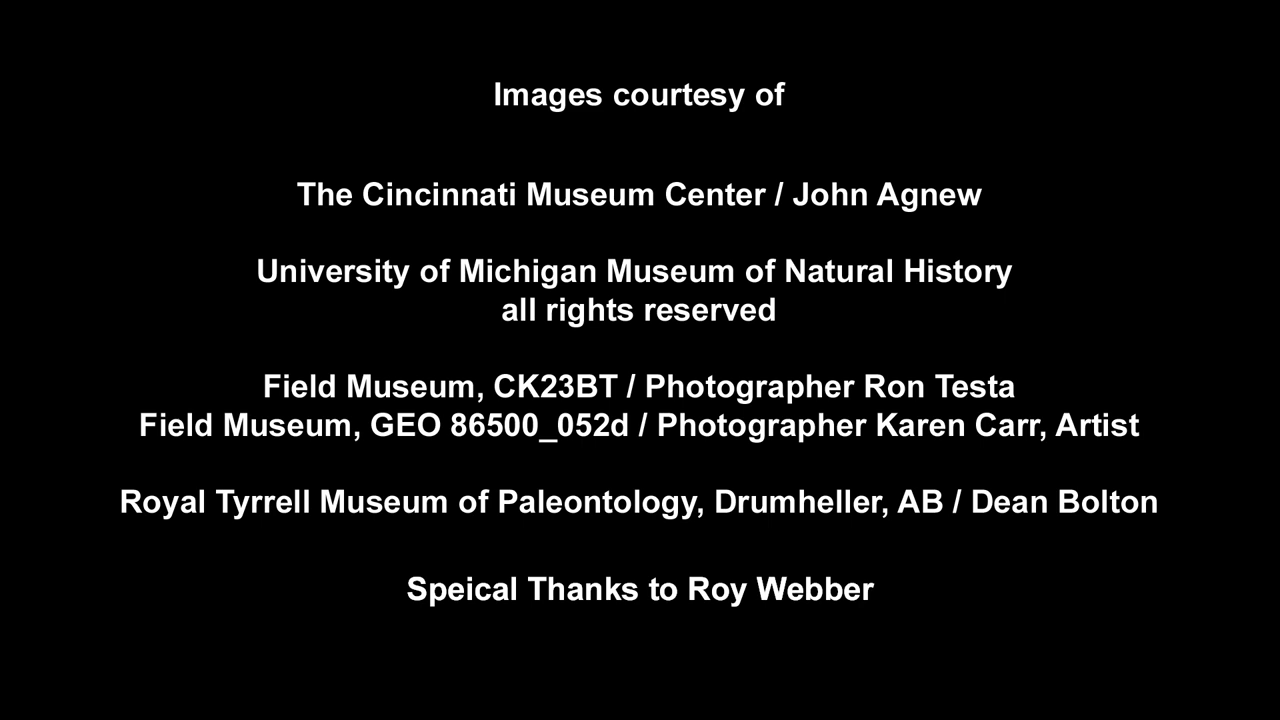 Images courtesy of
The Cincinnati Museum Center / John Agnew
University of Michigan Museum of Natural History
all rights reserved
Field Museum, CK23BT / Photographer Ron Testa
Field Museum, GEO 86500_052d / Photographer Karen Carr, Artist
Royal Tyrrell Museum of Paleontology, Drumheller, AB / Dean Bolton
Speical Thanks to Roy Webber